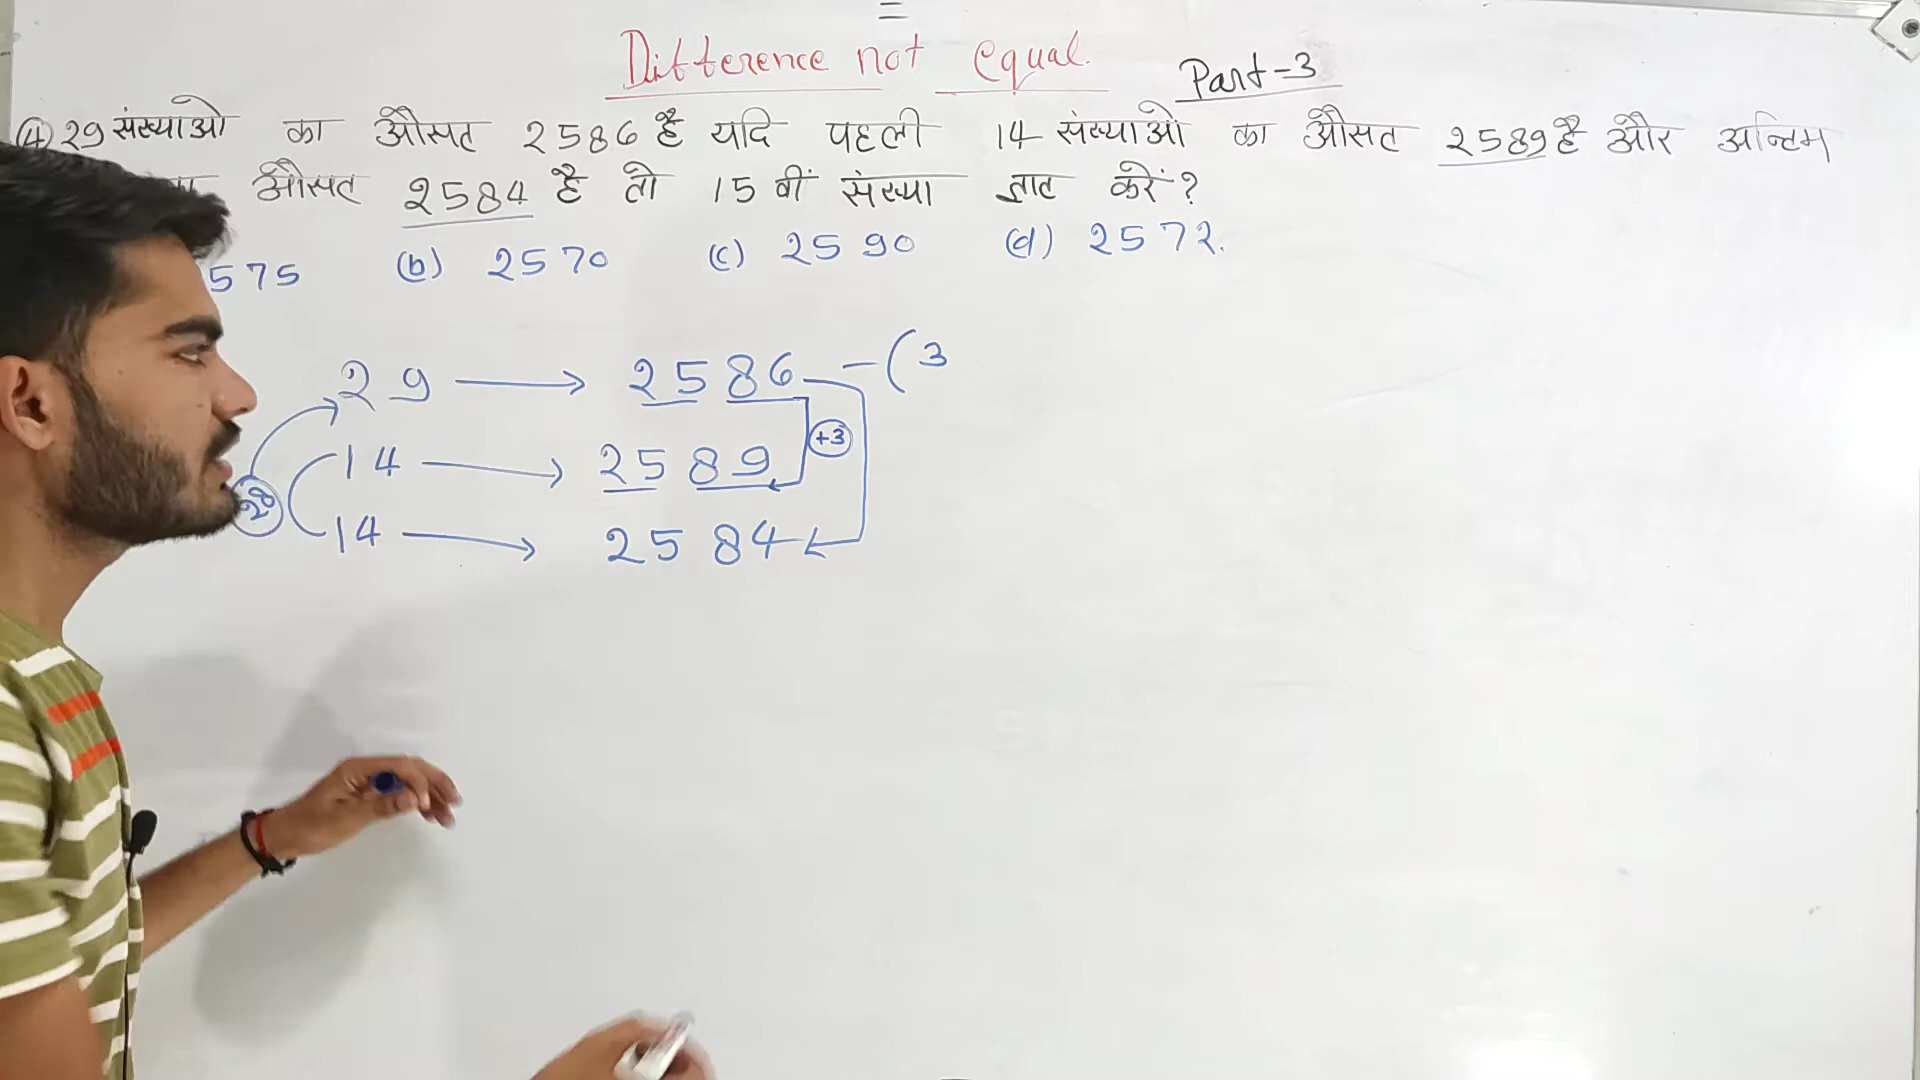 Difference not equal.
Part-3
④ 29 संख्याओ का औसत 2586 है यदि पहली 14 संख्याओ का औसत 2589 है और अन्तिम
औसत 2584 है तो 15 वीं संख्या ज्ञात करें?
575 (b) 2570 (c) 2590 (d) 2572.
29 → 2586 -(3
+3
14 → 2589
28
14 → 2584